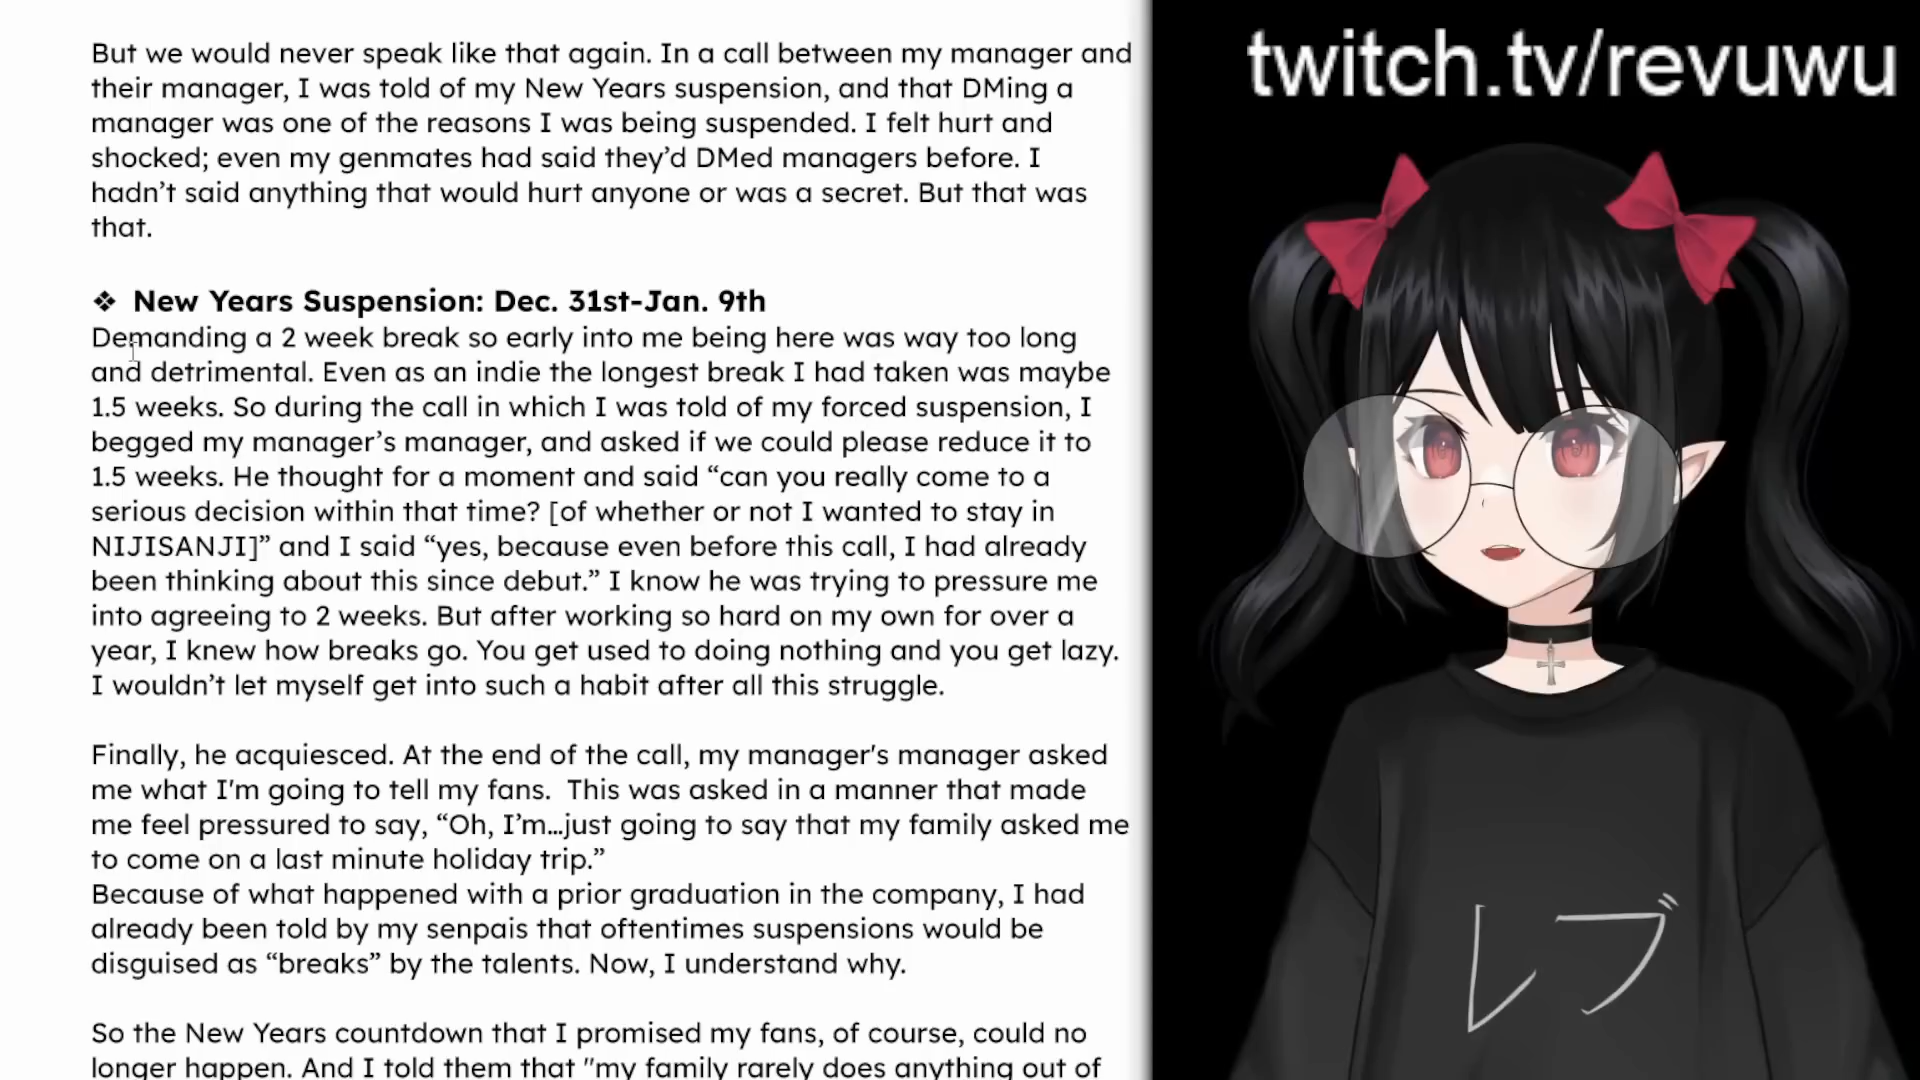 But we would never speak like that again. In a call between my manager and
their manager, I was told of my New Years suspension, and that DMing a
manager was one of the reasons I was being suspended. I felt hurt and
shocked; even my genmates had said they’d DMed managers before. I
hadn’t said anything that would hurt anyone or was a secret. But that was
that.
❖ New Years Suspension: Dec. 31st-Jan. 9th
Demanding a 2 week break so early into me being here was way too long
and detrimental. Even as an indie the longest break I had taken was maybe
1.5 weeks. So during the call in which I was told of my forced suspension, I
begged my manager’s manager, and asked if we could please reduce it to
1.5 weeks. He thought for a moment and said “can you really come to a
serious decision within that time? [of whether or not I wanted to stay in
NIJISANJI]” and I said “yes, because even before this call, I had already
been thinking about this since debut.” I know he was trying to pressure me
into agreeing to 2 weeks. But after working so hard on my own for over a
year, I knew how breaks go. You get used to doing nothing and you get lazy.
I wouldn’t let myself get into such a habit after all this struggle.
Finally, he acquiesced. At the end of the call, my manager's manager asked
me what I'm going to tell my fans.  This was asked in a manner that made
me feel pressured to say, “Oh, I’m…just going to say that my family asked me
to come on a last minute holiday trip.”
Because of what happened with a prior graduation in the company, I had
already been told by my senpais that oftentimes suspensions would be
disguised as “breaks” by the talents. Now, I understand why.
So the New Years countdown that I promised my fans, of course, could no
longer happen. And I told them that "my family rarely does anything out of
twitch.tv/revuwu
レブ